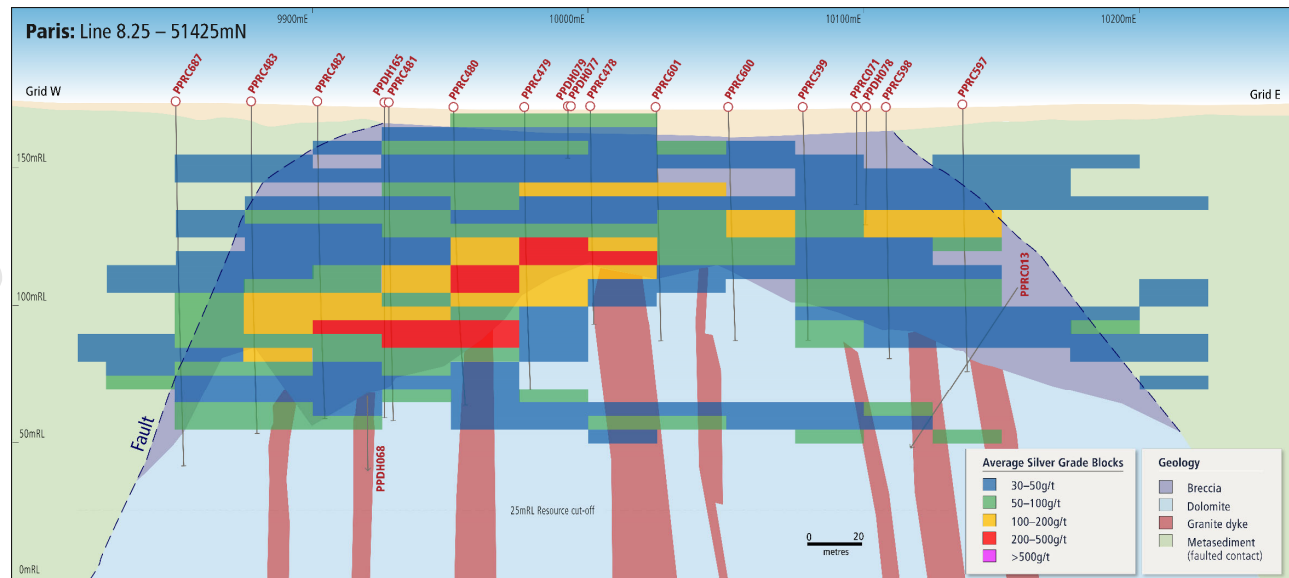 9900mE
10000mE
10100mE
10200mE
Paris: Line 8.25 – 51425mN
Grid W
Grid E
PPRC687
PPRC483
PPRC482
PPDH165
PPRC481
PPRC480
PPRC479
PPDH079
PPDH077
PPRC478
PPRC601
PPRC600
PPRC599
PPRC071
PPDH078
PPRC598
PPRC597
150mRL
100mRL
PPRC013
50mRL
Fault
PPDH068
25mRL Resource cut-off
0mRL
0 20
metres
Average Silver Grade Blocks
30–50g/t
50–100g/t
100–200g/t
200–500g/t
>500g/t
Geology
Breccia
Dolomite
Granite dyke
Metasediment
(faulted contact)